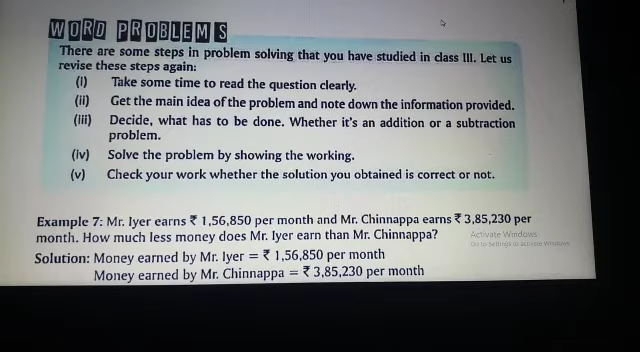 WORD PROBLEMS
There are some steps in problem solving that you have studied in class III. Let us
revise these steps again:
(i) Take some time to read the question clearly.
(ii) Get the main idea of the problem and note down the information provided.
(iii) Decide, what has to be done. Whether it's an addition or a subtraction
problem.
(iv) Solve the problem by showing the working.
(v) Check your work whether the solution you obtained is correct or not.
Example 7: Mr. Iyer earns ₹ 1,56,850 per month and Mr. Chinnappa earns ₹ 3,85,230 per
month. How much less money does Mr. Iyer earn than Mr. Chinnappa?
Activate Windows
Go to Settings to activate Windows
Solution: Money earned by Mr. Iyer = ₹ 1,56,850 per month
Money earned by Mr. Chinnappa = ₹ 3,85,230 per month